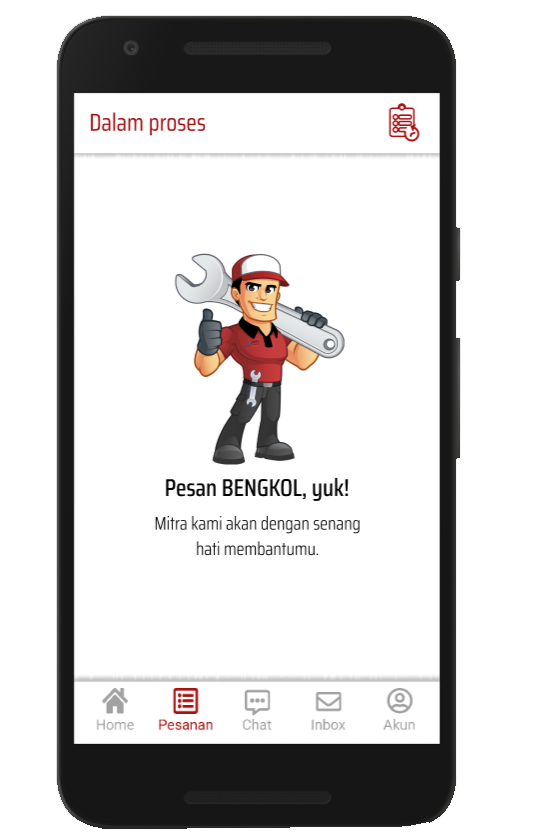 Dalam proses
Pesan BENGKOL, yuk!
Mitra kami akan dengan senang
hati membantumu.
Home Pesanan Chat Inbox Akun